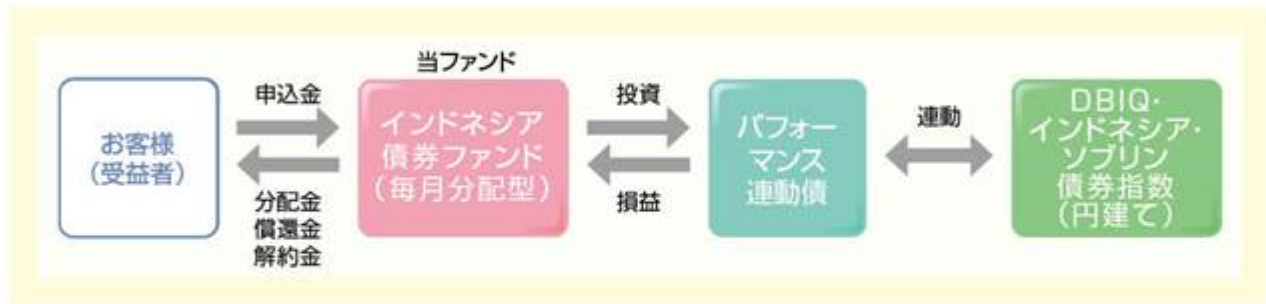 お客様
(受益者)
申込金
分配金
償還金
解約金
当ファンド
インドネシア
債券ファンド
(毎月分配型)
投資
損益
パフォー
マンス
連動債
連動
DBIQ・
インドネシア・
ソブリン
債券指数
(円建て)